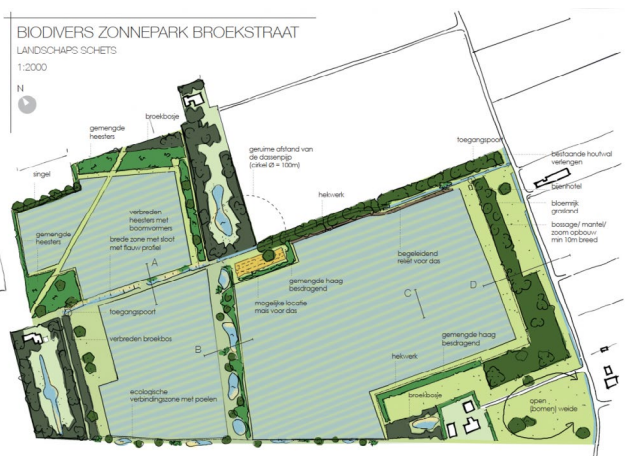 BIODIVERS ZONNEPARK BROEKSTRAAT
LANDSCHAPS SCHETS
1:2000
N
broekbosje
gemengde
heesters
singel
geruime afstand van
de dassenpijp
(cirkel Ø = 100m)
toegangspoort
bestaande houtwal
verlengen
hekwerk
bijenhotel
bloemrijk
grasland
bossage/ mantel/
zoom opbouw
min 10m breed
verbreden
heesters met
boomvormers
gemengde
heesters
brede zone met sloot
met flauw profiel
A
begeleidend
reliëf voor das
gemengde haag
besdragend
C
D
mogelijke locatie
mais voor das
toegangspoort
verbreden broekbos
B
gemengde haag
besdragend
hekwerk
ecologische
verbindingzone met poelen
broekbosje
open
(bomen) weide